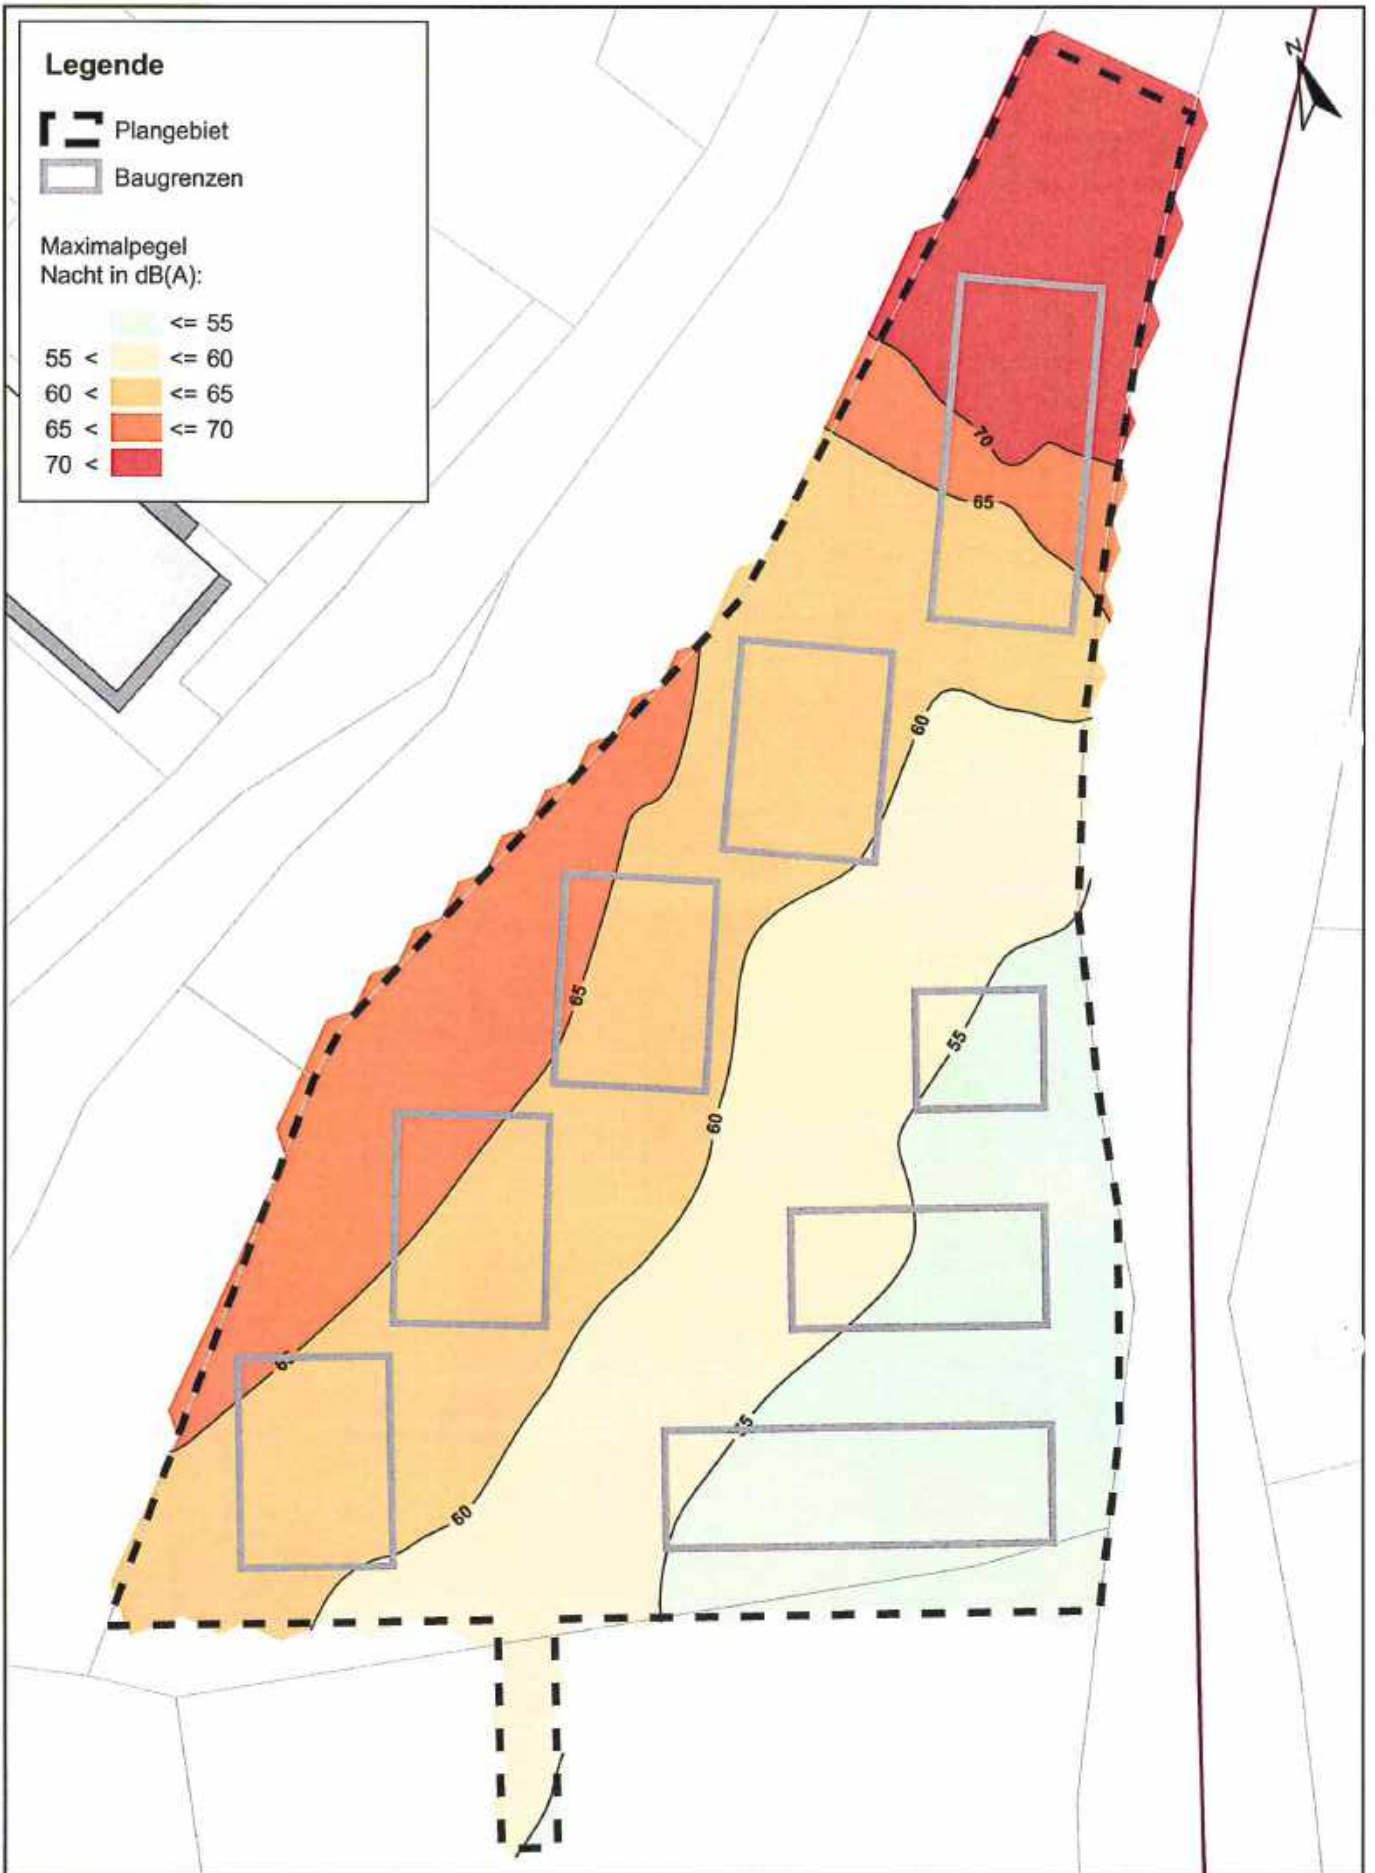 Legende
Plangebiet
Baugrenzen
Maximalpegel
Nacht in dB(A):
<= 55
55 < <= 60
60 < <= 65
65 < <= 70
70 <
N
70
65
60
65
55
60
60